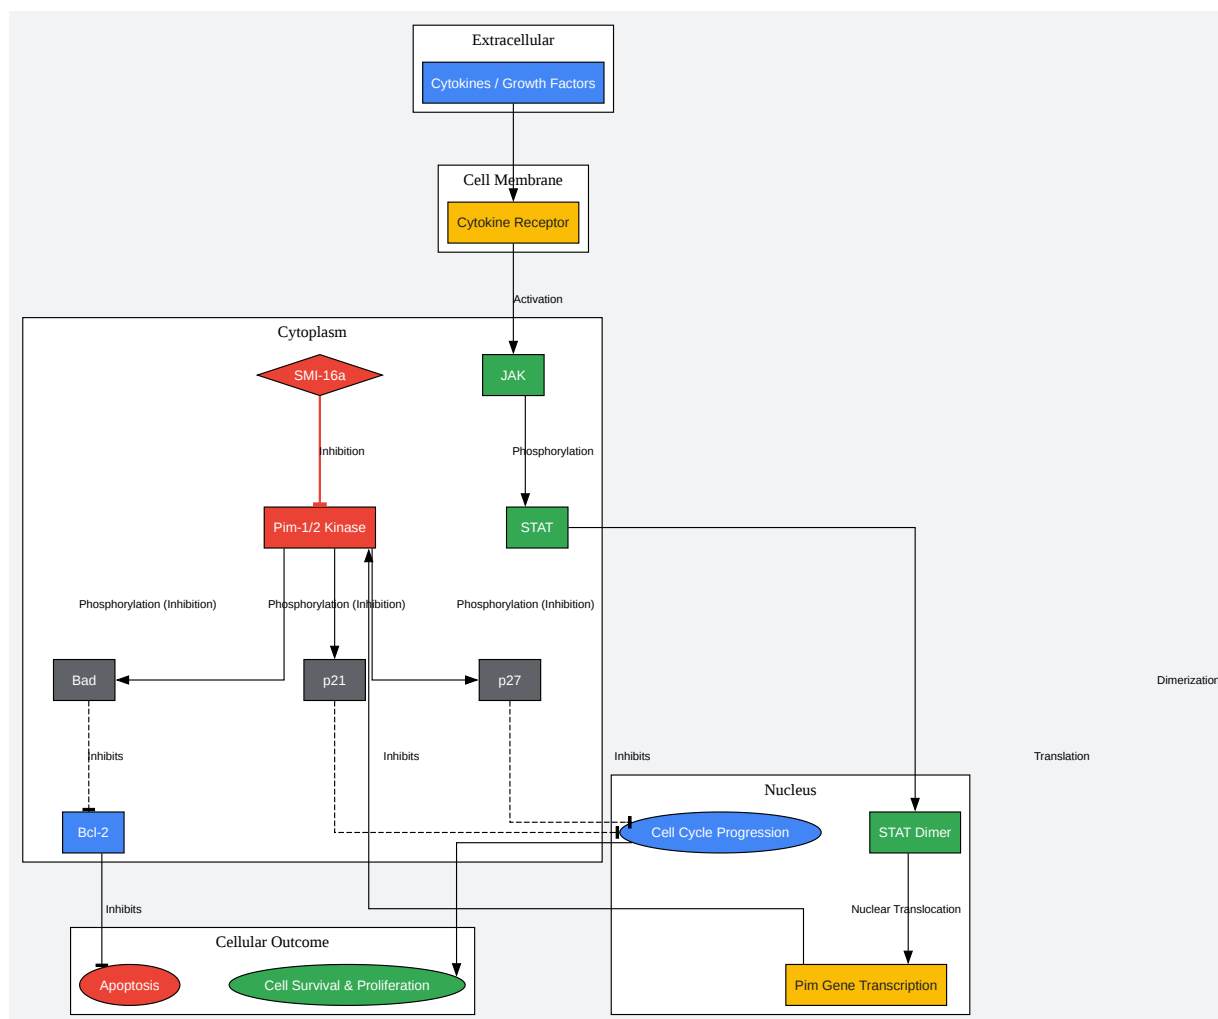 Extracellular
Cytokines / Growth Factors
Cell Membrane
Cytokine Receptor
Activation
Cytoplasm
SMI-16a
JAK
Inhibition
Phosphorylation
Pim-1/2 Kinase
STAT
Phosphorylation (Inhibition)
Phosphorylation (Inhibition)
Phosphorylation (Inhibition)
Bad
p21
p27
Dimerization
Inhibits
Inhibits
Inhibits
Translation
Nucleus
Bcl-2
Cell Cycle Progression
STAT Dimer
Inhibits
Nuclear Translocation
Cellular Outcome
Apoptosis
Cell Survival & Proliferation
Pim Gene Transcription